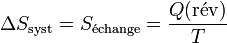 ΔS_syst = S_échange = Q(rév)/T